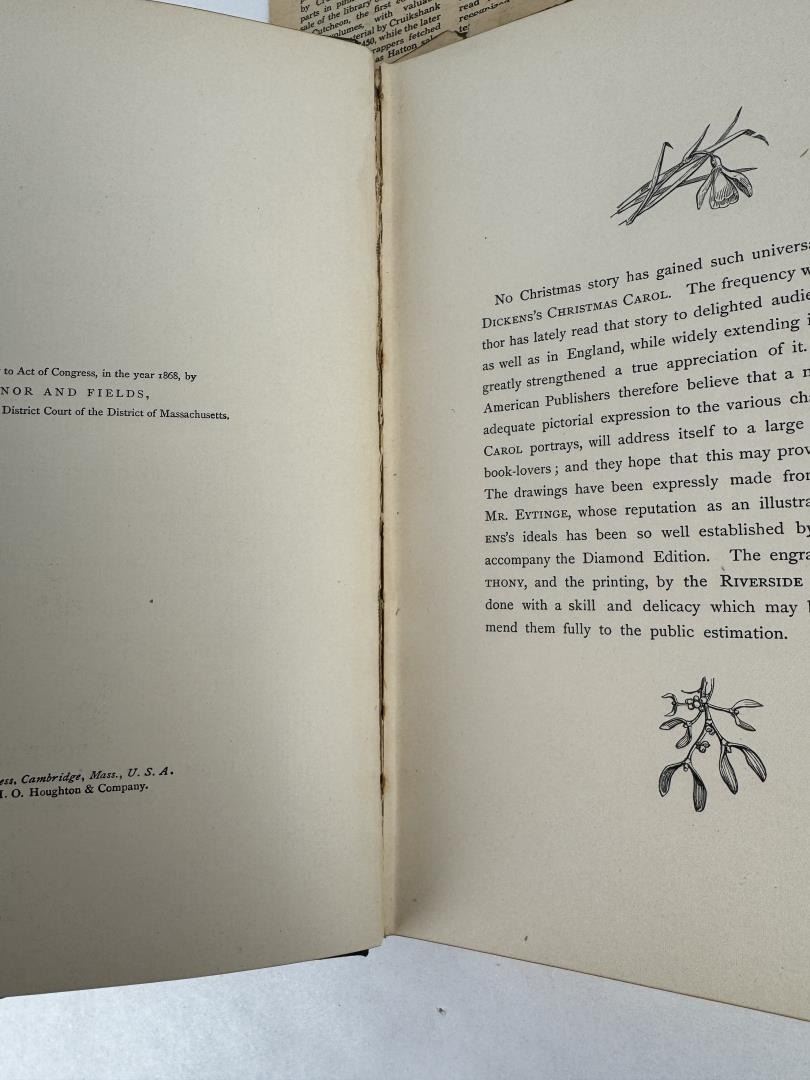 parts in
sale of the library
Cutcheon, the first
volumes, with
material by Cruikshank
450, while the later
wrappers fetched
as Hatton
read
recognized
to Act of Congress, in the year 1868, by
NOR AND FIELDS,
District Court of the District of Massachusetts.
ess, Cambridge, Mass., U. S. A.
O. Houghton & Company.
No Christmas story has gained such univers
Dickens's Christmas Carol. The frequency w
thor has lately read that story to delighted audie
as well as in England, while widely extending i
greatly strengthened a true appreciation of it.
American Publishers therefore believe that a n
adequate pictorial expression to the various ch
Carol portrays, will address itself to a large
book-lovers; and they hope that this may prov
The drawings have been expressly made fro
Mr. Eytinge, whose reputation as an illustra
ens's ideals has been so well established by
accompany the Diamond Edition. The engra
thony, and the printing, by the Riverside
done with a skill and delicacy which may
mend them fully to the public estimation.